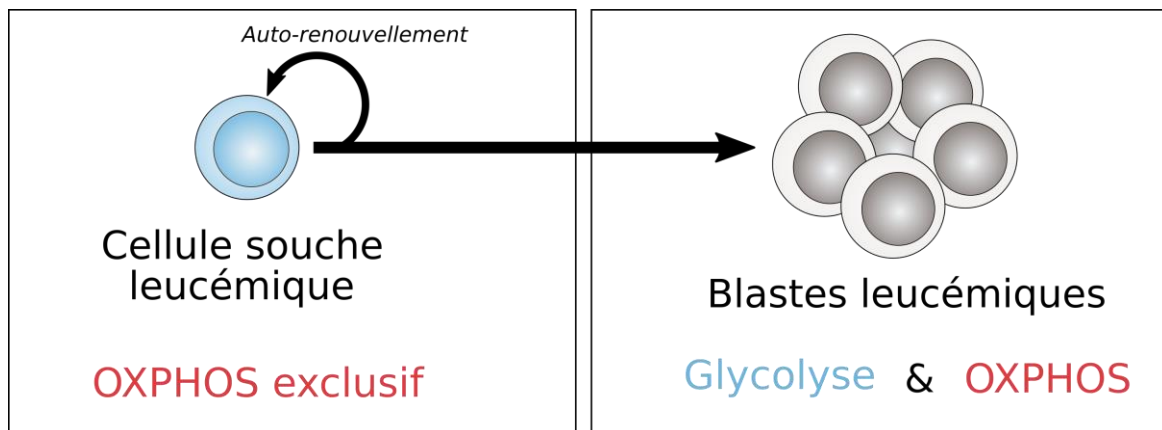 Auto-renouvellement
Cellule souche
leucémique
OXPHOS exclusif
Blastes leucémiques
Glycolyse & OXPHOS